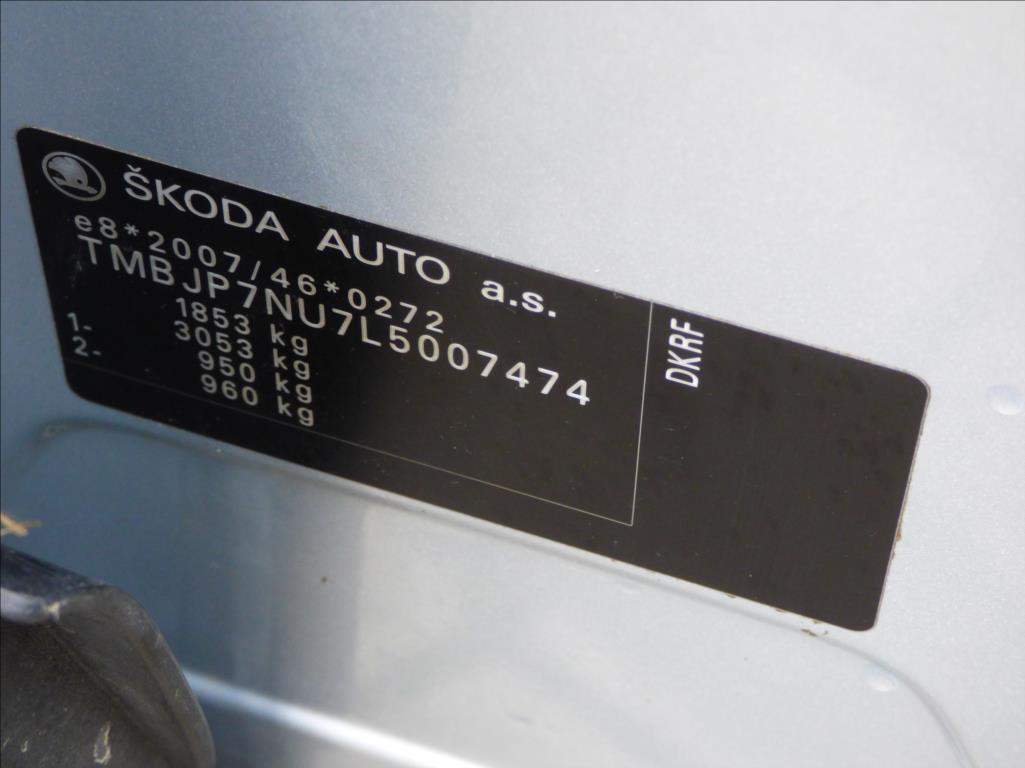 ŠKODA AUTO a.s.
e8*2007/46*0272
TMBJP7NU7L5007474
1853 kg
3053 kg
1- 950 kg
2- 960 kg
DKRF